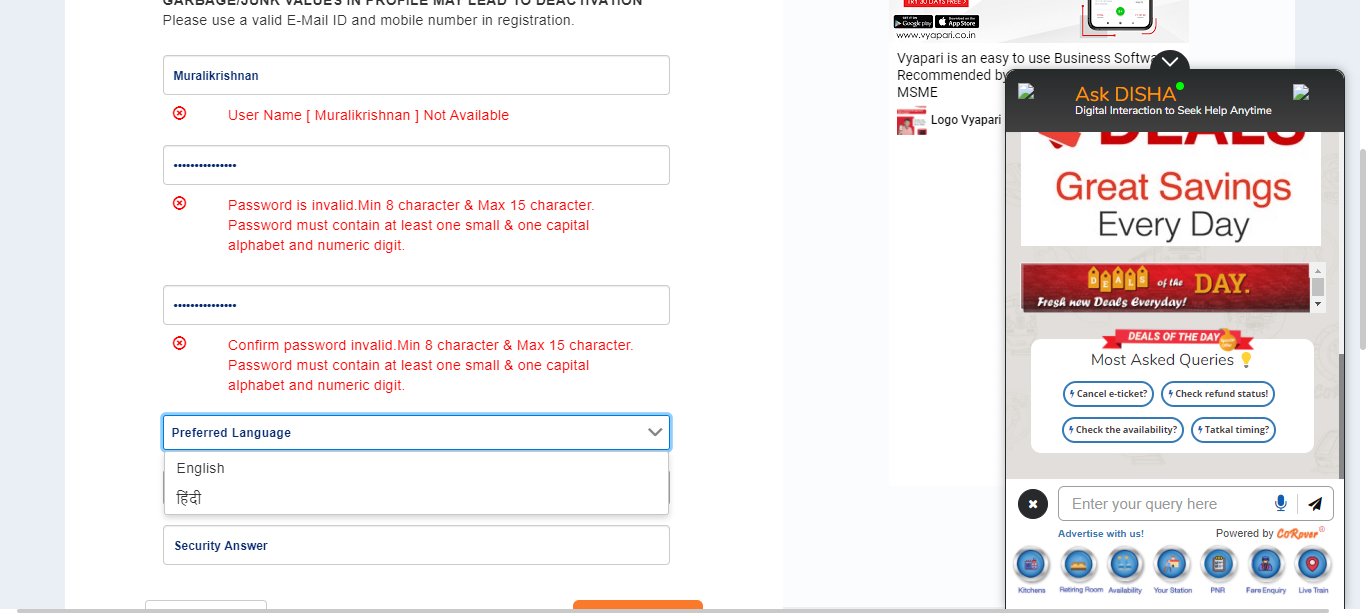 GARBAGE/JUNK VALUES IN PROFILE MAY LEAD TO DEACTIVATION
Please use a valid E-Mail ID and mobile number in registration.
Muralikrishnan
User Name [ Muralikrishnan ] Not Available
•••••••••••••••
Password is invalid.Min 8 character & Max 15 character.
Password must contain at least one small & one capital
alphabet and numeric digit.
•••••••••••••••
Confirm password invalid.Min 8 character & Max 15 character.
Password must contain at least one small & one capital
alphabet and numeric digit.
Preferred Language
English
हिंदी
Security Answer
TRY 30 DAYS FREE >
GET IT ON
Google play
Download on the
App Store
www.vyapari.co.in
Vyapari is an easy to use Business Softwa
Recommended by
MSME
Logo Vyapari
Ask DISHA
Digital Interaction to Seek Help Anytime
DEALS
Great Savings
Every Day
DEALS of the DAY.
Fresh new Deals Everyday!
DEALS OF THE DAY
Most Asked Queries
Cancel e-ticket?
Check refund status!
Check the availability?
Tatkal timing?
Enter your query here
Advertise with us!
Powered by CoRover®
Kitchens
Retiring Room
Availability
Your Station
PNR
Fare Enquiry
Live Train